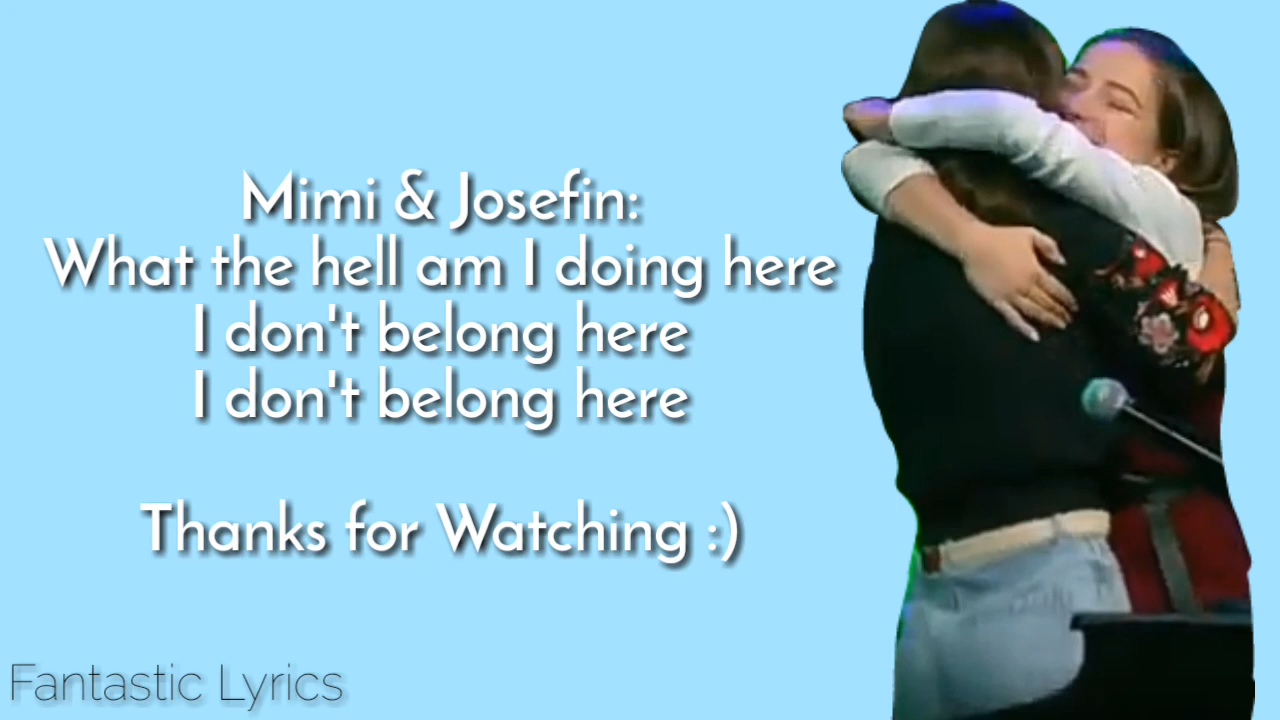 Mimi & Josefin:
What the hell am I doing here
I don't belong here
I don't belong here
Thanks for Watching :)
Fantastic Lyrics